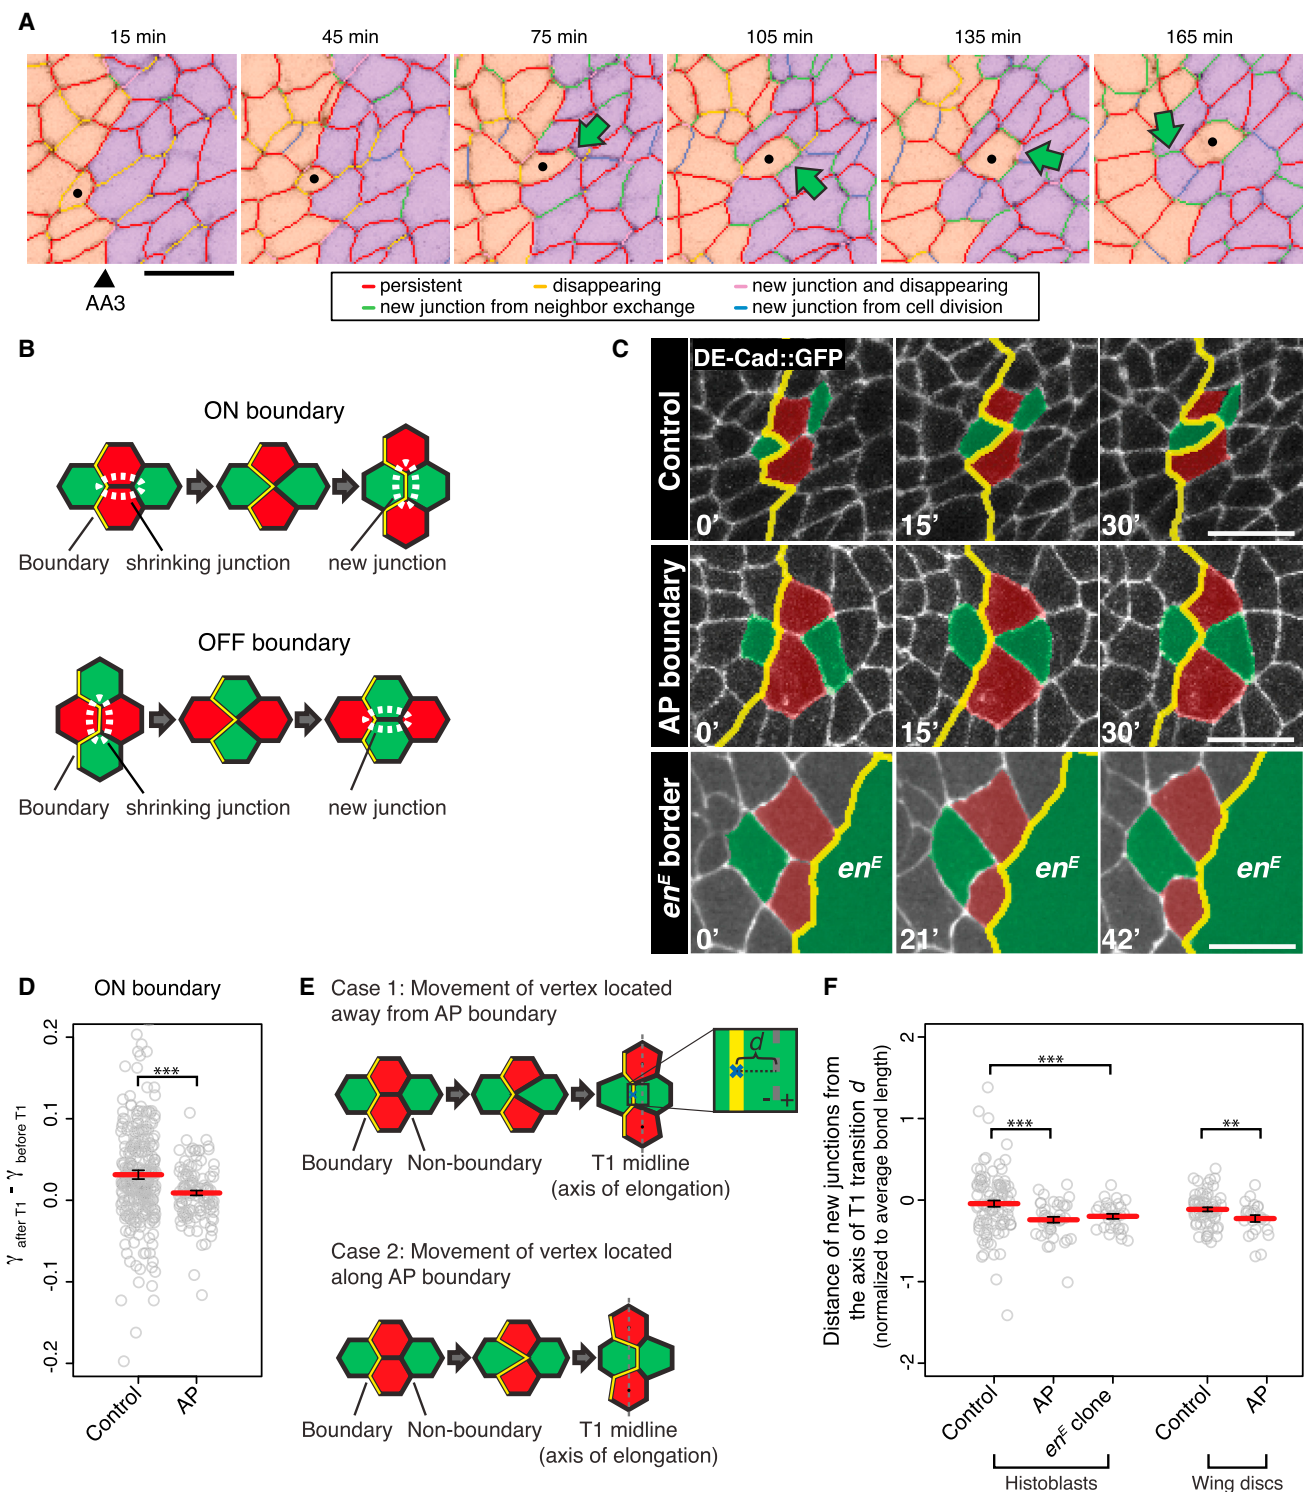 A
15 min 45 min 75 min 105 min 135 min 165 min
AA3
persistent disappearing new junction and disappearing
new junction from neighbor exchange new junction from cell division
B
ON boundary
Boundary shrinking junction new junction
OFF boundary
Boundary shrinking junction new junction
C
DE-Cad::GFP
Control
0’ 15’ 30’
AP boundary
0’ 15’ 30’
enE border
enE enE enE
0’ 21’ 42’
D
ON boundary
γ after T1 - γ before T1
0.2
0.1
0.0
-0.1
-0.2
***
Control AP
E
Case 1: Movement of vertex located
away from AP boundary
d
- +
Boundary Non-boundary T1 midline
(axis of elongation)
Case 2: Movement of vertex located
along AP boundary
Boundary Non-boundary T1 midline
(axis of elongation)
F
Distance of new junctions from
the axis of T1 transition d
(normalized to average bond length)
2
1
0
-1
-2
***
*** **
Control AP enE clone Control AP
Histoblasts Wing discs